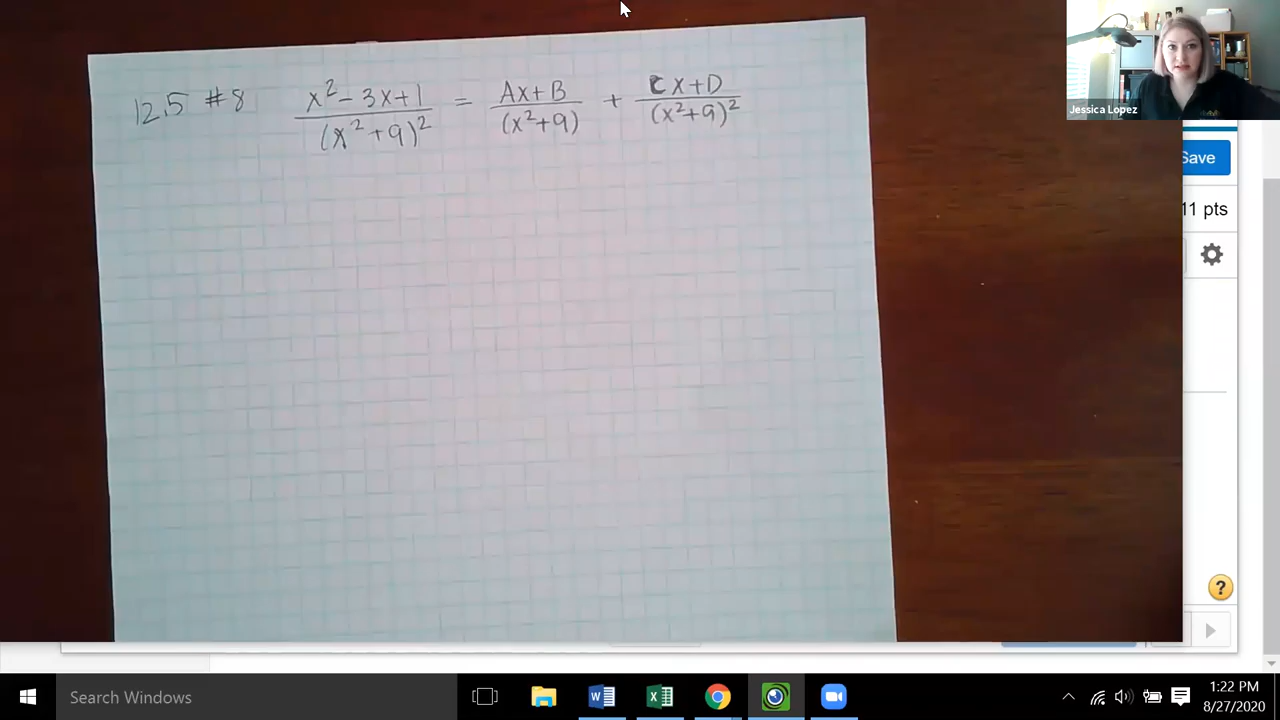 12.5 #8 x² - 3x + 1 / (x² + 9)² = Ax + B / (x² + 9) + Cx + D / (x² + 9)²
Jessica Lopez
Save
11 pts
?
Search Windows
1:22 PM
8/27/2020